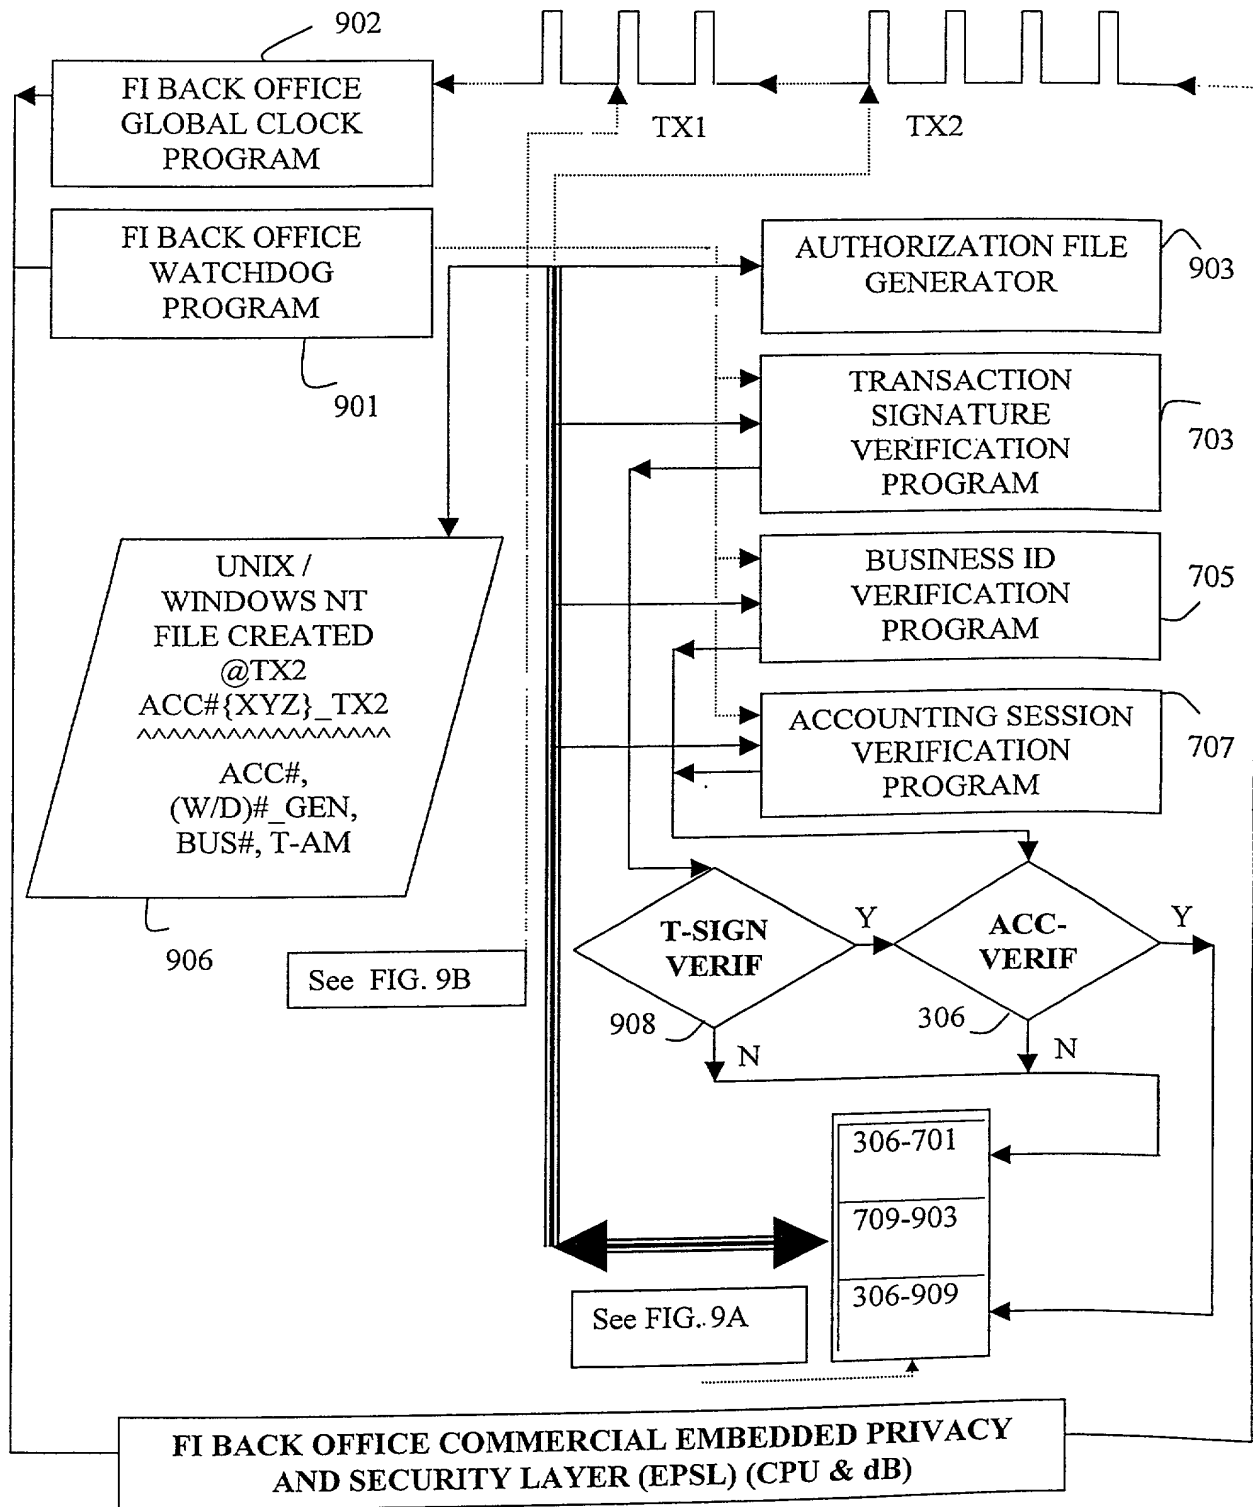 902
FI BACK OFFICE
GLOBAL CLOCK
PROGRAM
TX1
TX2
FI BACK OFFICE
WATCHDOG
PROGRAM
901
AUTHORIZATION FILE
GENERATOR
903
TRANSACTION
SIGNATURE
VERIFICATION
PROGRAM
703
BUSINESS ID
VERIFICATION
PROGRAM
705
ACCOUNTING SESSION
VERIFICATION
PROGRAM
707
UNIX /
WINDOWS NT
FILE CREATED
@TX2
ACC#{XYZ}_TX2
^^^^^^^^^^^^^^^^^
ACC#,
(W/D)#_GEN,
BUS#, T-AM
906
See FIG. 9B
T-SIGN
VERIF
Y
908
N
ACC-
VERIF
Y
306
N
306-701
709-903
306-909
See FIG. 9A
FI BACK OFFICE COMMERCIAL EMBEDDED PRIVACY
AND SECURITY LAYER (EPSL) (CPU & dB)